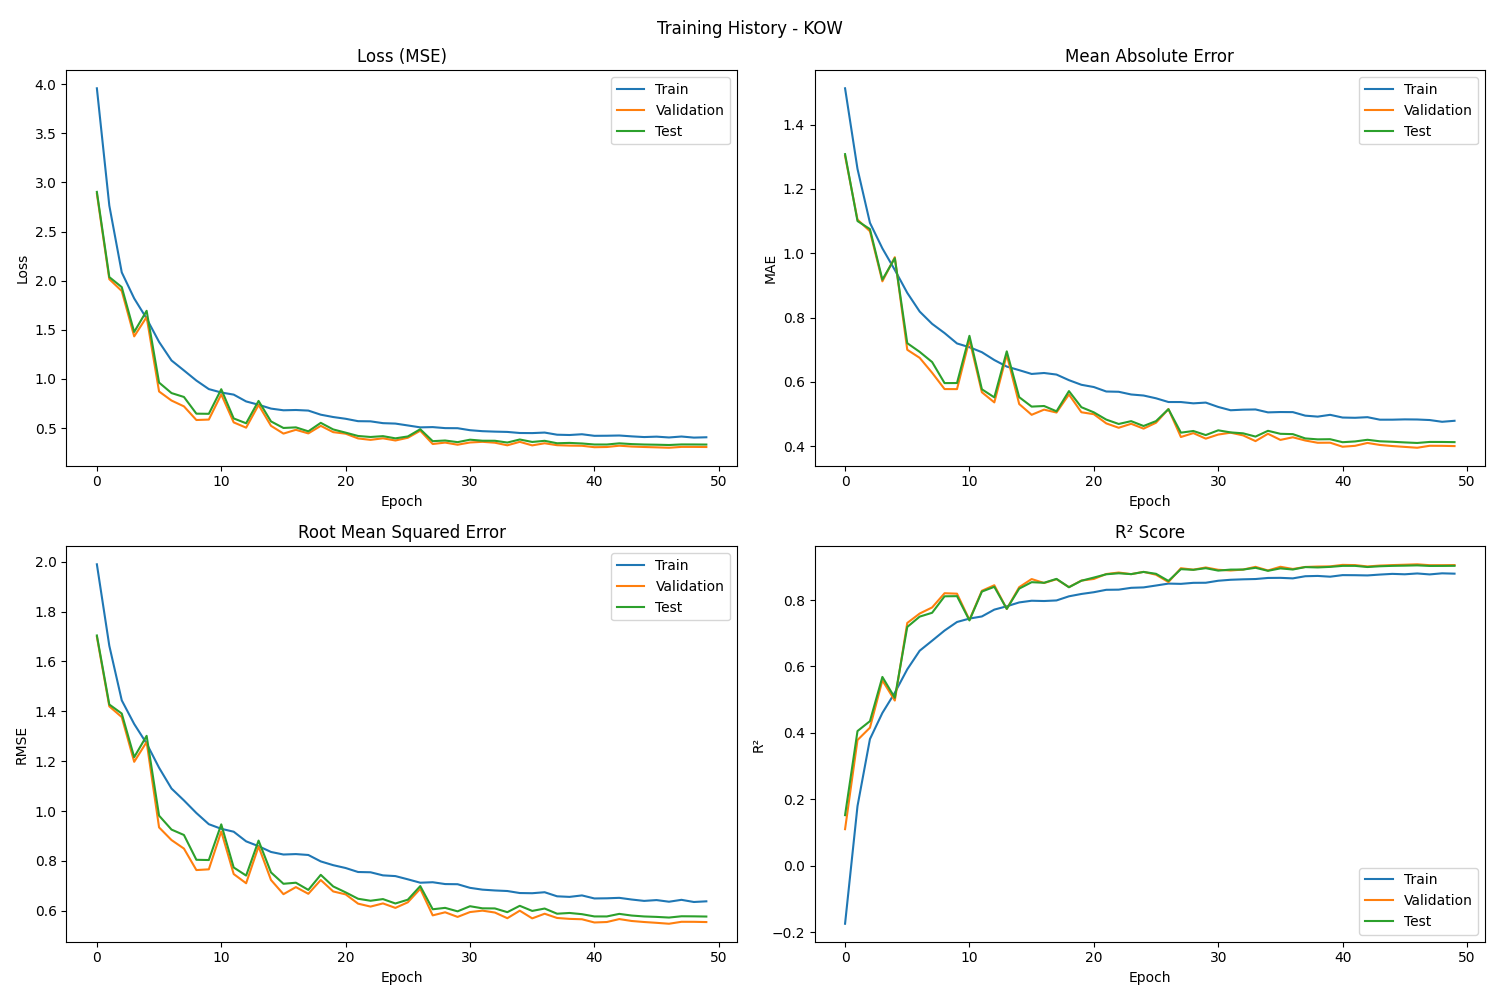 Training History - KOW
Loss (MSE)
Mean Absolute Error
4.0
3.5
3.0
2.5
2.0
1.5
1.0
0.5
Loss
Train
Validation
Test
0
10
20
30
40
50
Epoch
1.4
1.2
1.0
0.8
0.6
0.4
MAE
Train
Validation
Test
0
10
20
30
40
50
Epoch
Root Mean Squared Error
R² Score
2.0
1.8
1.6
1.4
1.2
1.0
0.8
0.6
RMSE
Train
Validation
Test
0
10
20
30
40
50
Epoch
0.8
0.6
0.4
0.2
0.0
−0.2
R²
Train
Validation
Test
0
10
20
30
40
50
Epoch